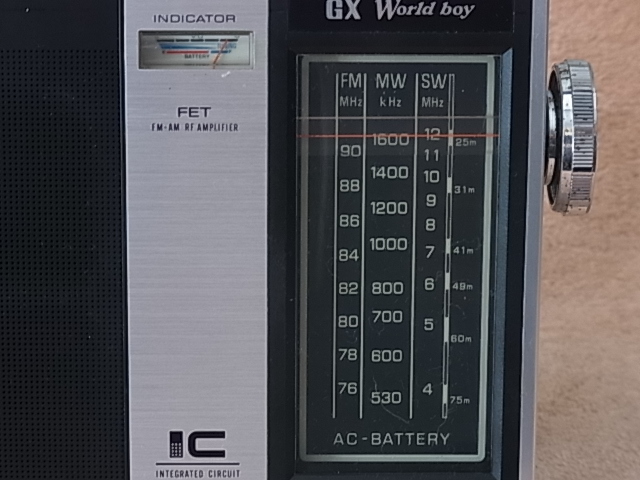 GX World boy
INDICATOR
BATTERY
FET
FM-AM RF AMPLIFIER
FM MW SW
MHz kHz MHz
1600 12 25m
90 11
1400 10 31m
88 9
1200
86 8
1000 7 41m
84
82 800 6 49m
80 700 5
60m
78 600
76 530 4 75m
AC-BATTERY
IC
INTEGRATED CIRCUIT